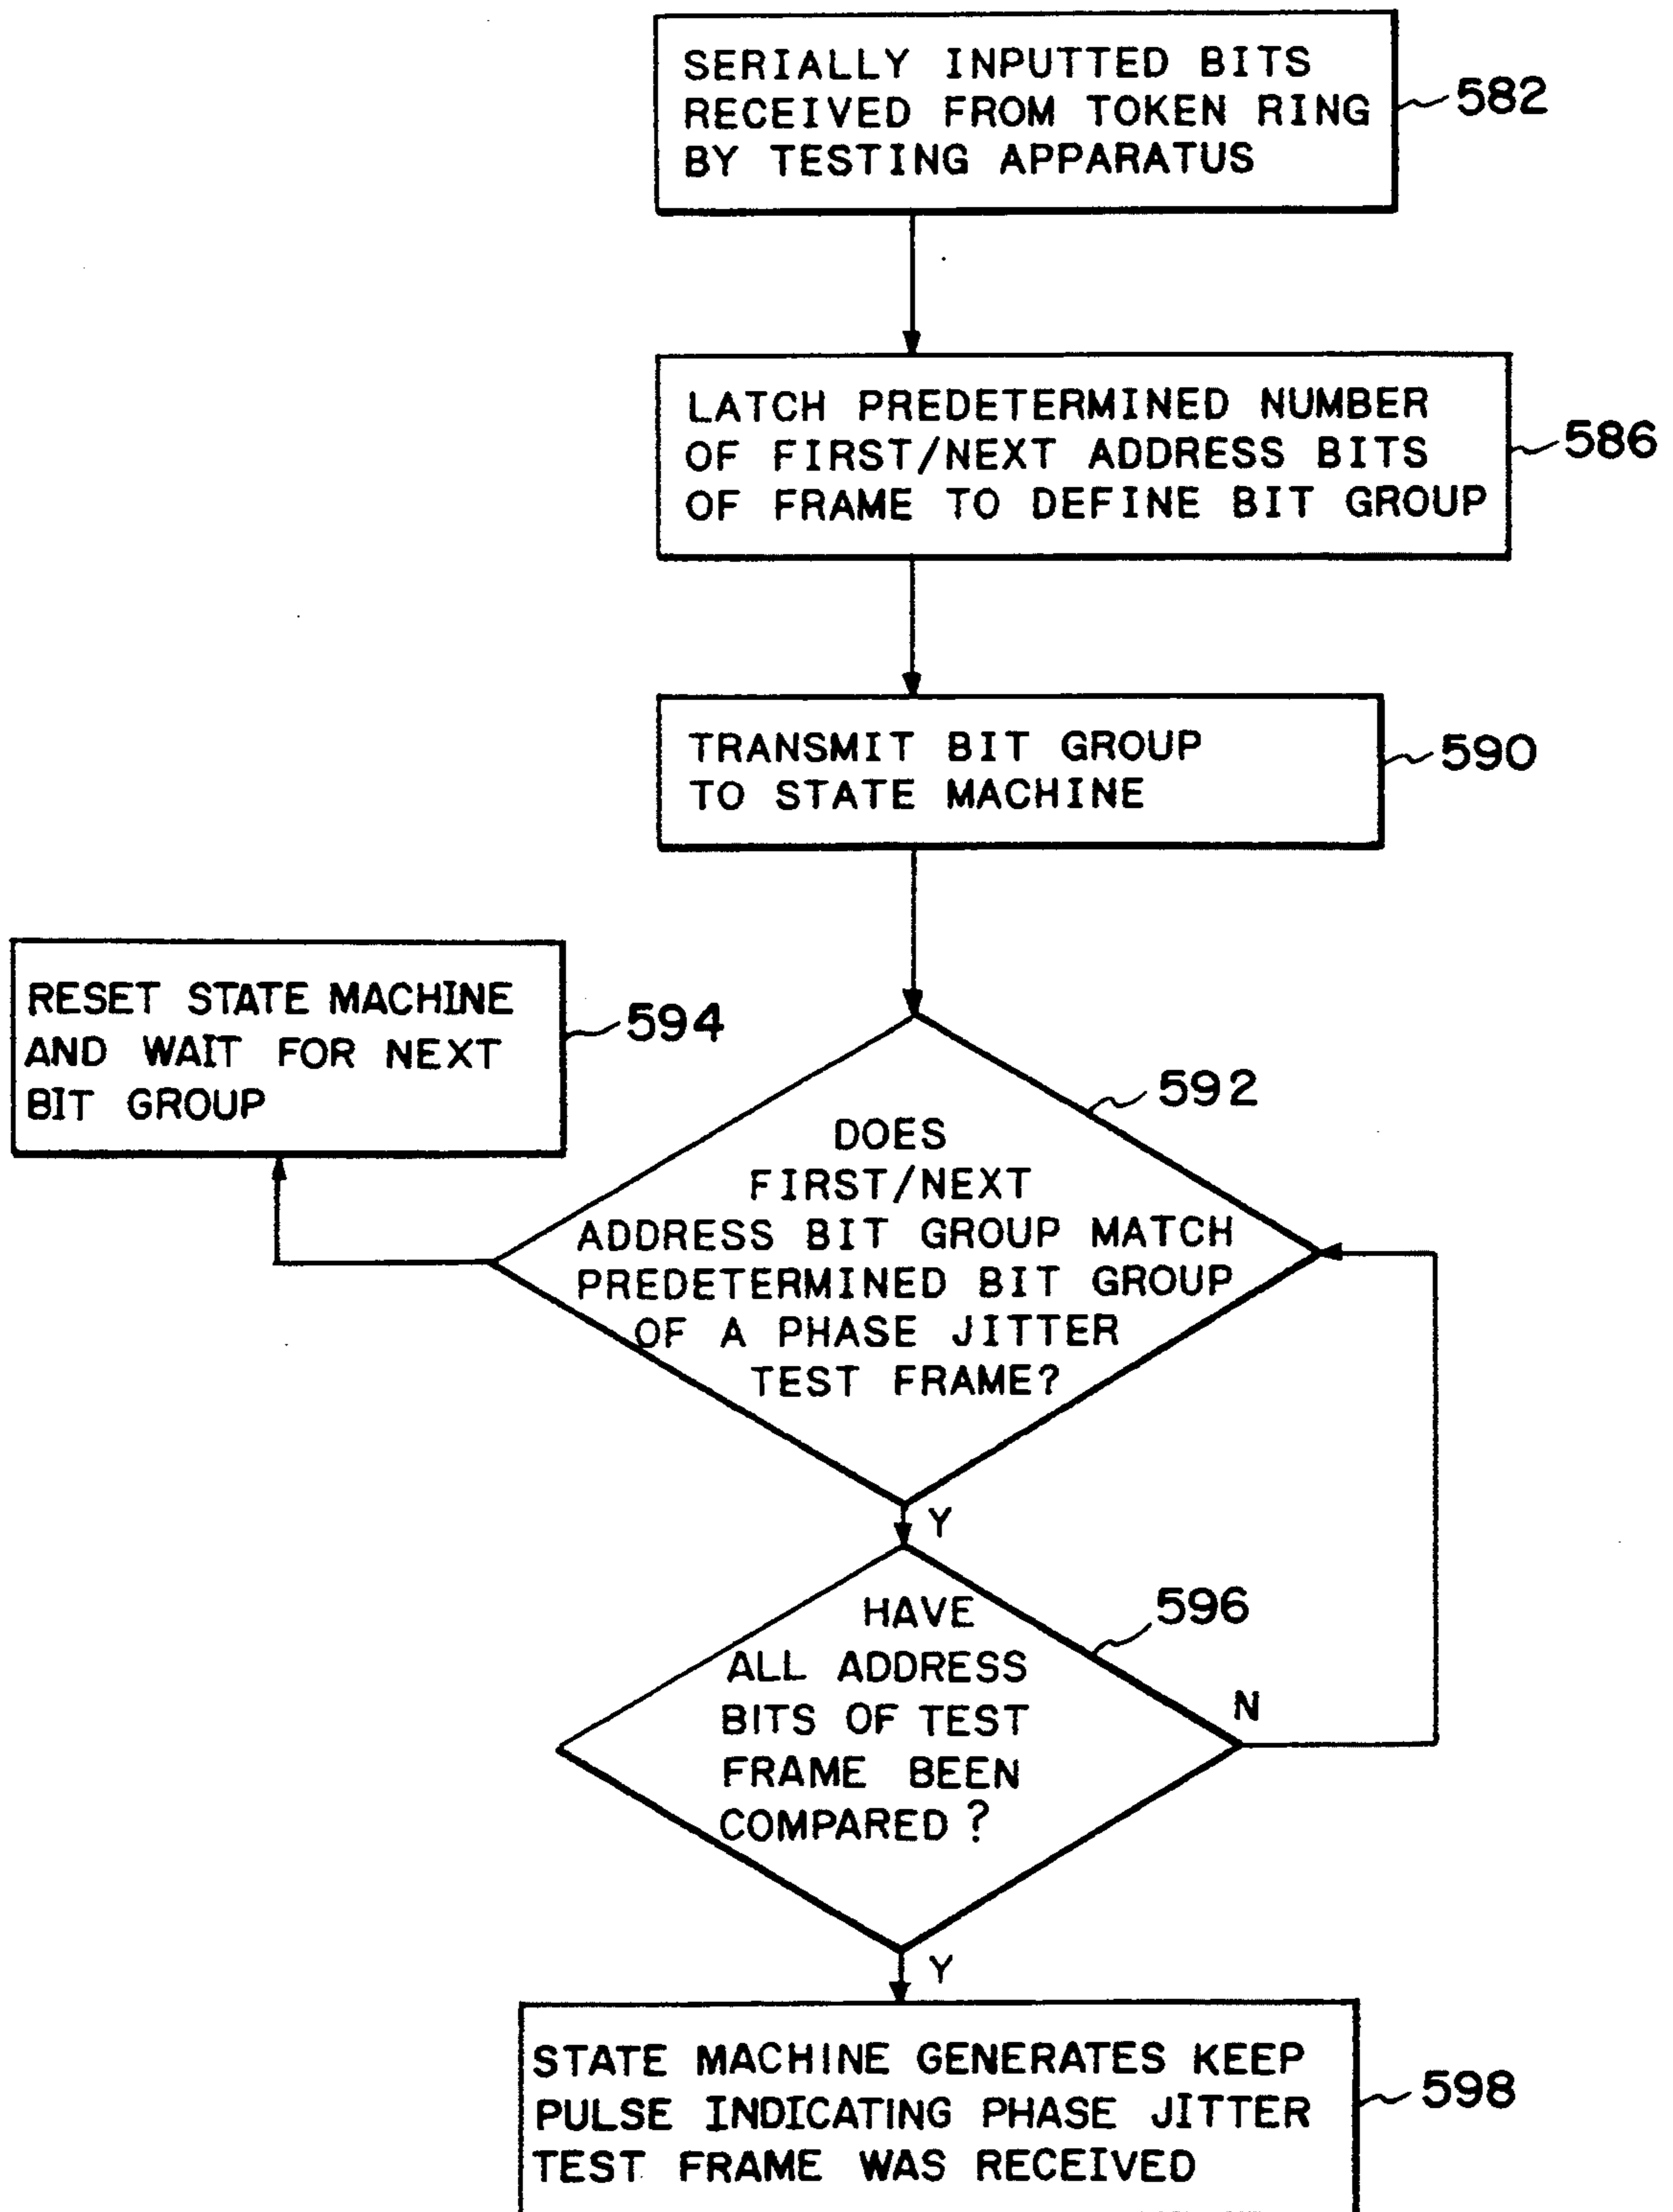 SERIALLY INPUTTED BITS
RECEIVED FROM TOKEN RING
BY TESTING APPARATUS
582
LATCH PREDETERMINED NUMBER
OF FIRST/NEXT ADDRESS BITS
OF FRAME TO DEFINE BIT GROUP
586
TRANSMIT BIT GROUP
TO STATE MACHINE
590
RESET STATE MACHINE
AND WAIT FOR NEXT
BIT GROUP
594
592
DOES
FIRST/NEXT
ADDRESS BIT GROUP MATCH
PREDETERMINED BIT GROUP
OF A PHASE JITTER
TEST FRAME?
Y
596
HAVE
ALL ADDRESS
BITS OF TEST
FRAME BEEN
COMPARED ?
N
Y
STATE MACHINE GENERATES KEEP
PULSE INDICATING PHASE JITTER
TEST FRAME WAS RECEIVED
598